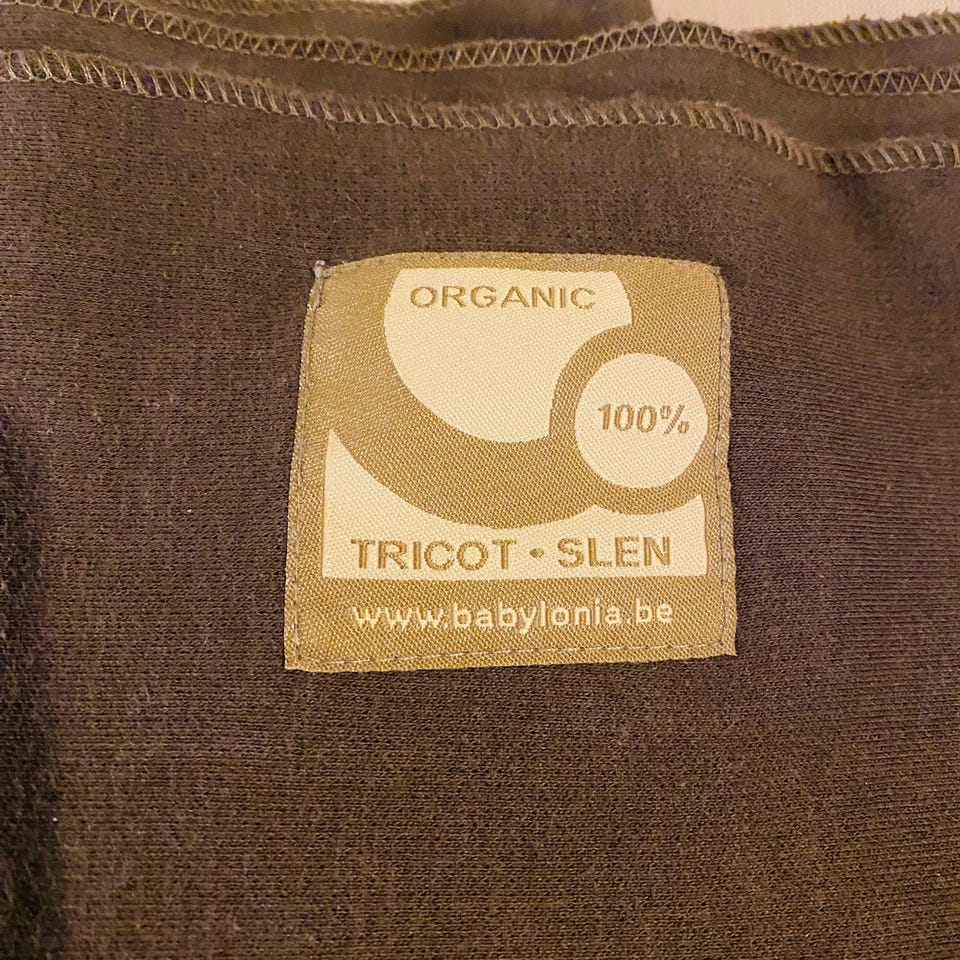 ORGANIC
100%
TRICOT • SLEN
www.babylonia.be